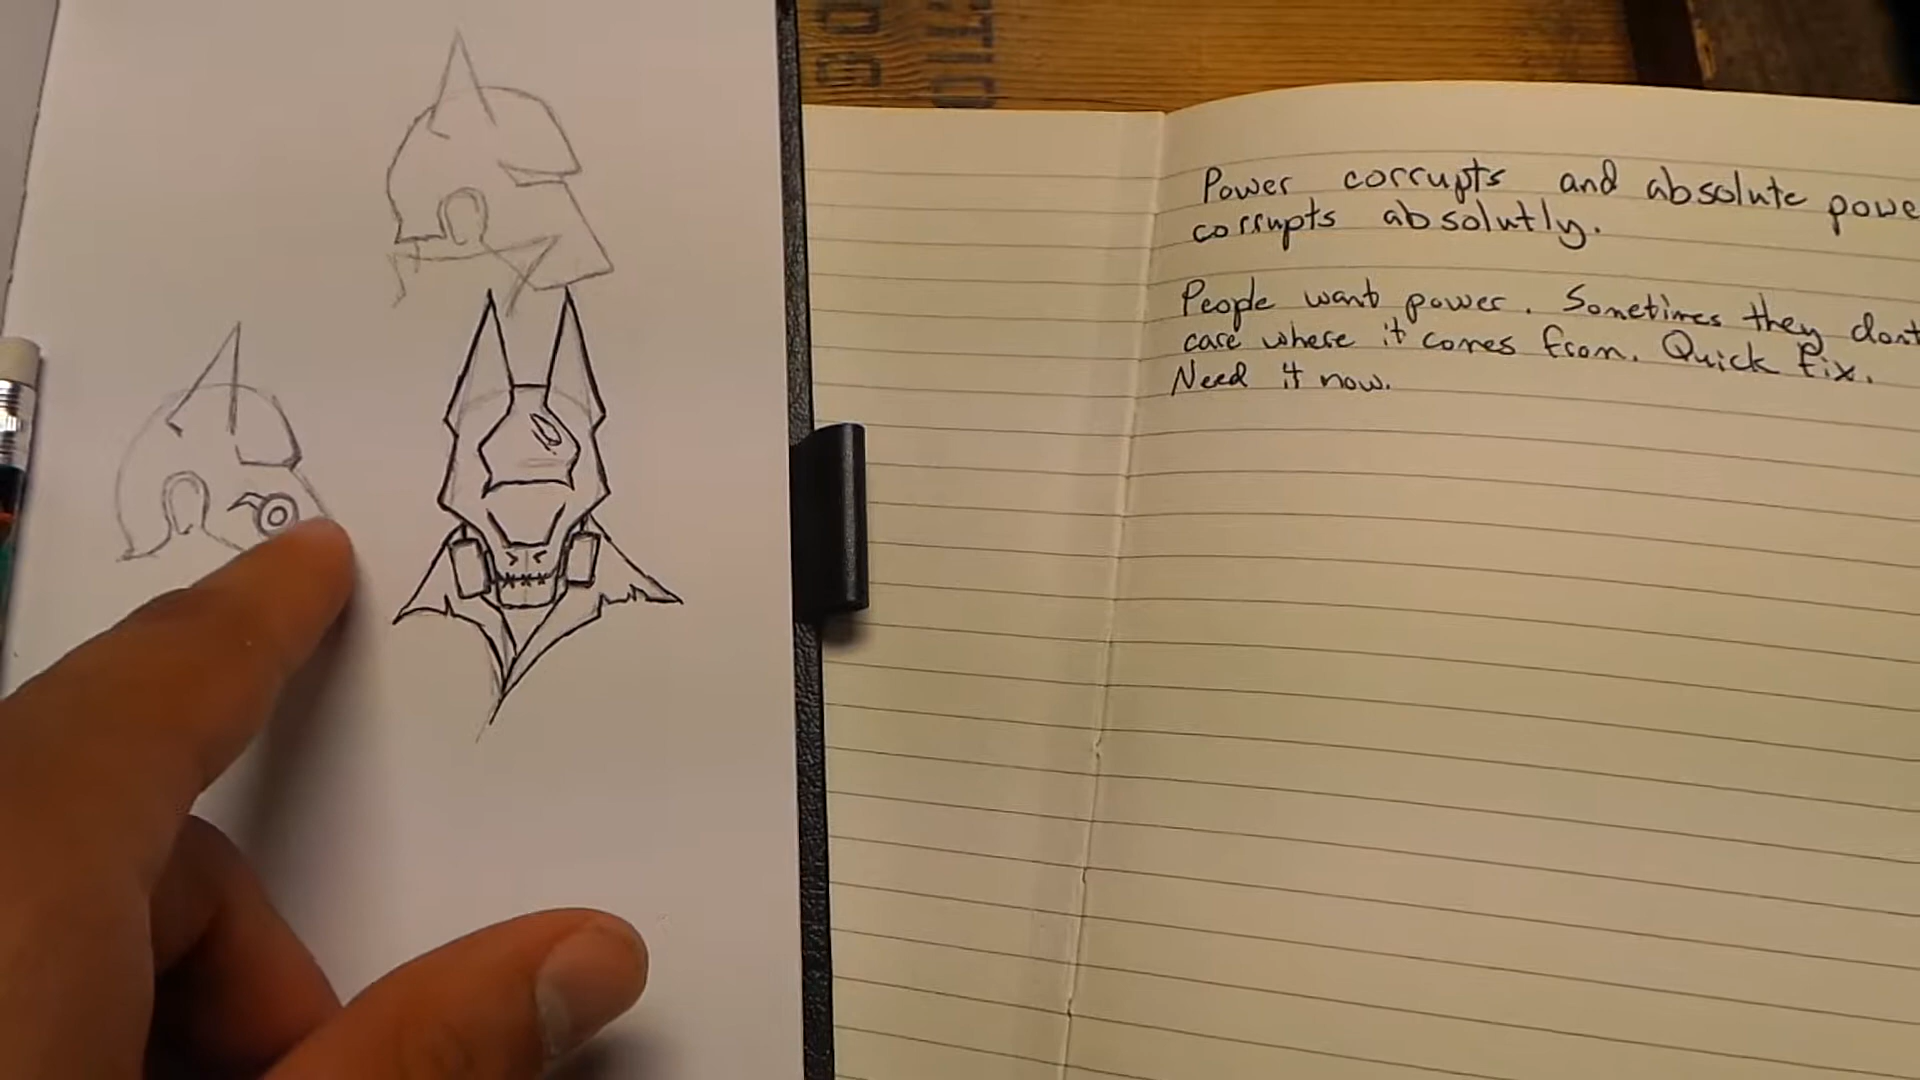 Power corrupts and absolute powe
corrupts absolutly.
People want power. Sometimes they dont
care where it comes from. Quick fix.
Need it now.